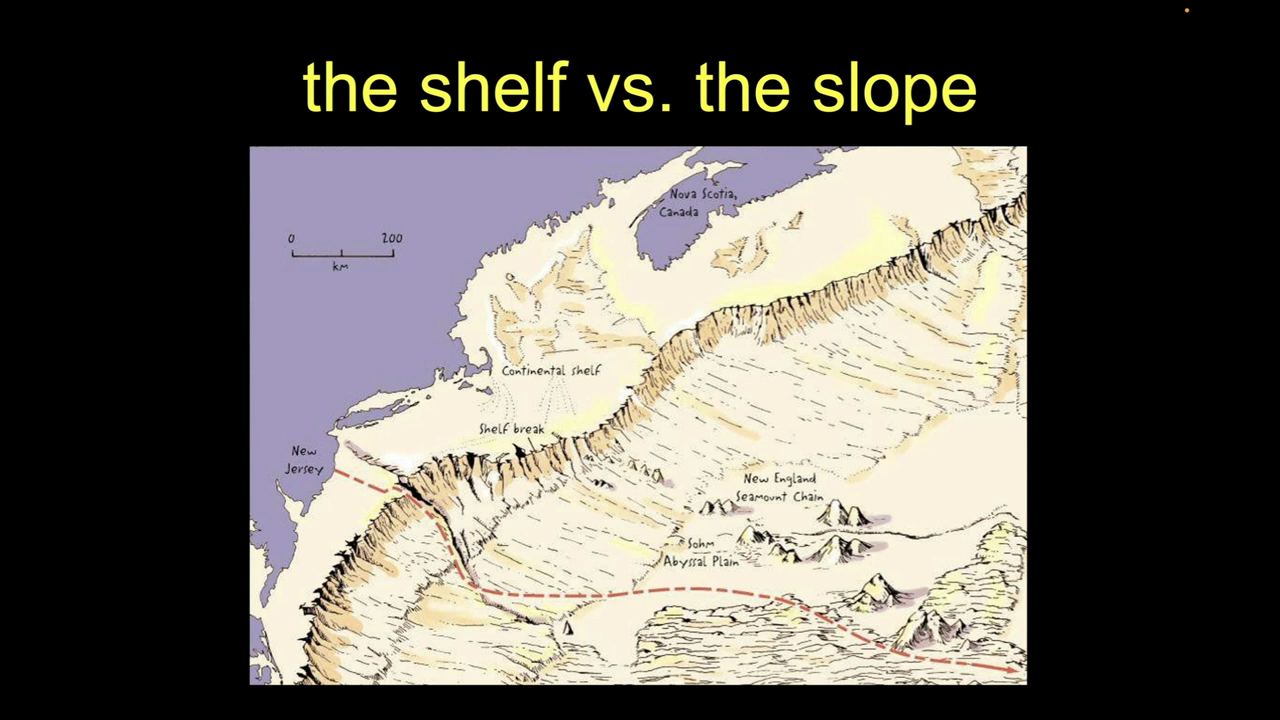 the shelf vs. the slope
Nova Scotia,
Canada
0 200
km
Continental shelf
Shelf break
New
Jersey
New England
Seamount Chain
Sohm
Abyssal Plain